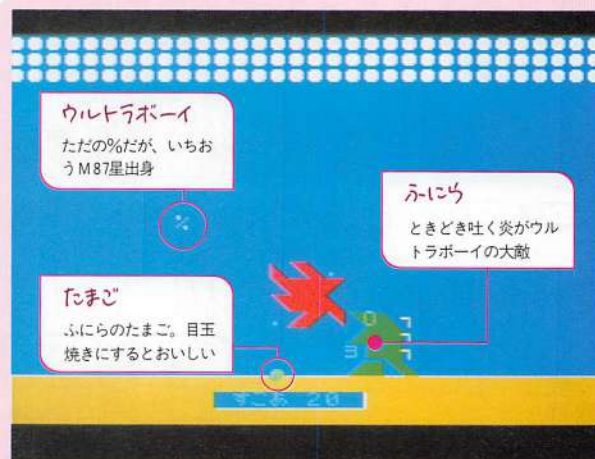 ウルトラボーイ
ただの%だが、いちお
うM87星出身
%
ふにら
ときどき吐く炎がウル
トラボーイの大敵
たまご
ふにらのたまご。目玉
焼きにするとおいしい
すこあ 20